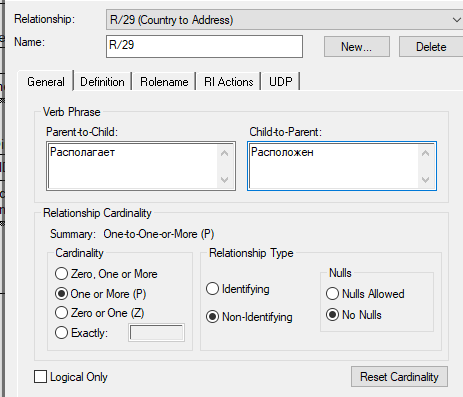 Relationship: R/29 (Country to Address)
Name: R/29 New... Delete
General Definition Rolename RI Actions UDP
Verb Phrase
Parent-to-Child: Child-to-Parent:
Располагает Расположен
Relationship Cardinality
Summary: One-to-One-or-More (P)
Cardinality Relationship Type
Zero, One or More Nulls
Identifying Nulls Allowed
One or More (P)
Zero or One (Z) Non-Identifying No Nulls
Exactly:
Logical Only Reset Cardinality